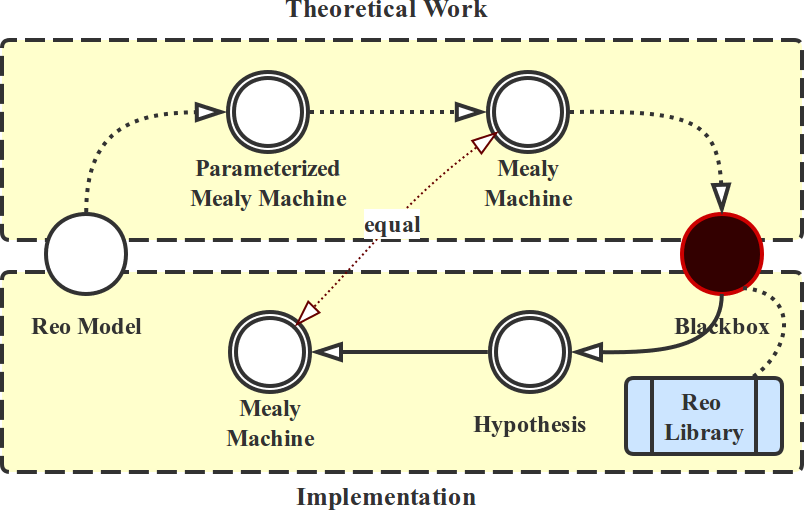 Theoretical Work
Parameterized
Mealy Machine
Mealy
Machine
equal
Reo Model
Blackbox
Mealy
Machine
Hypothesis
Reo
Library
Implementation